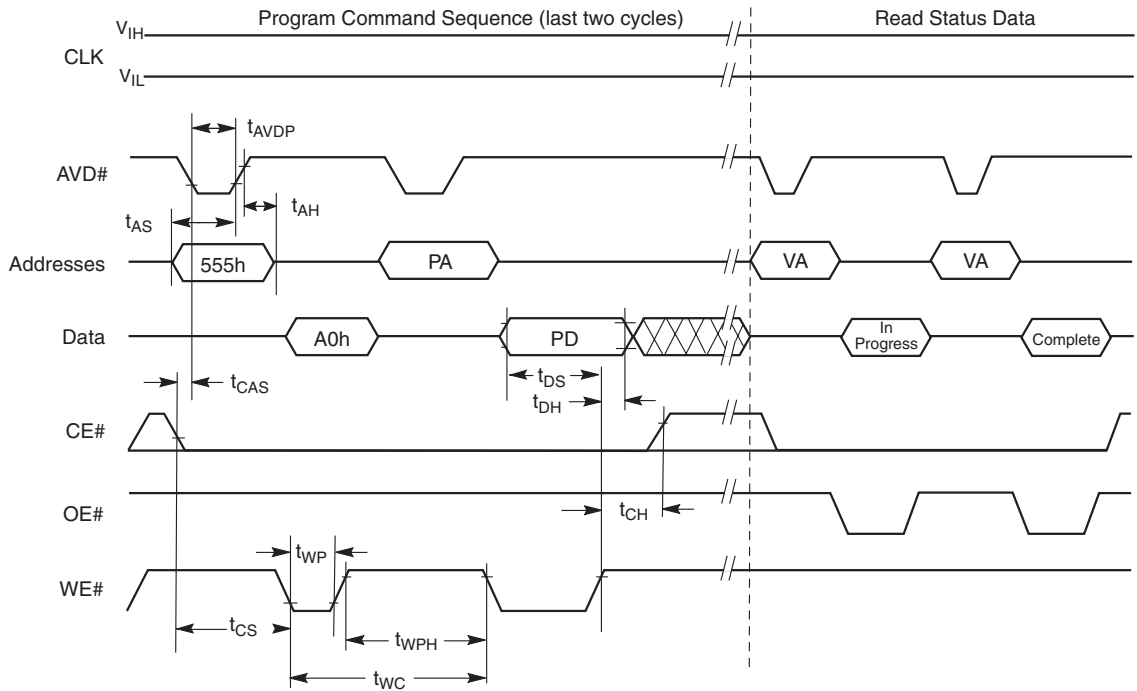 Program Command Sequence (last two cycles)
Read Status Data
VIH
CLK
VIL
tAVDP
AVD#
tAH
tAS
Addresses
555h
PA
VA
VA
Data
A0h
PD
In
Progress
Complete
tCAS
tDS
tDH
CE#
OE#
tCH
tWP
WE#
tCS
tWPH
tWC